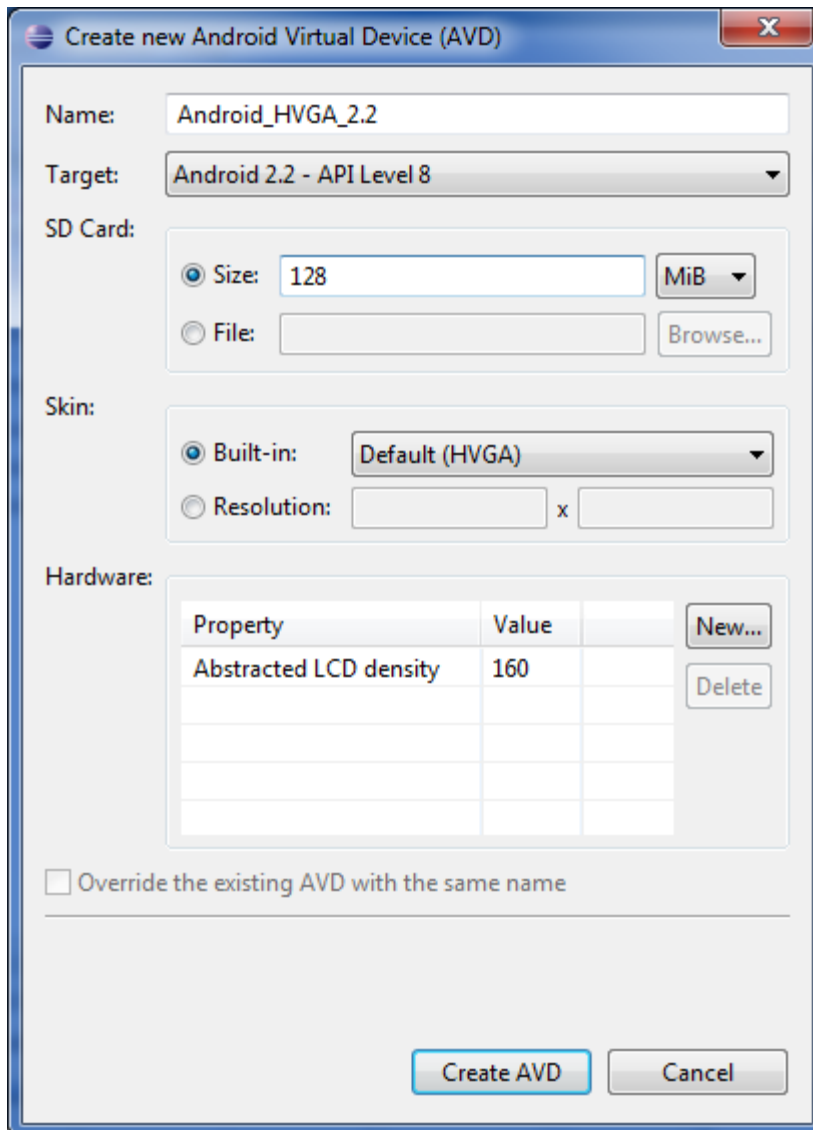 Create new Android Virtual Device (AVD)
Name: Android_HVGA_2.2
Target: Android 2.2 - API Level 8
SD Card:
Size: 128 MiB
File: Browse...
Skin:
Built-in: Default (HVGA)
Resolution: x
Hardware:
Property Value New...
Abstracted LCD density 160
Delete
Override the existing AVD with the same name
Create AVD Cancel